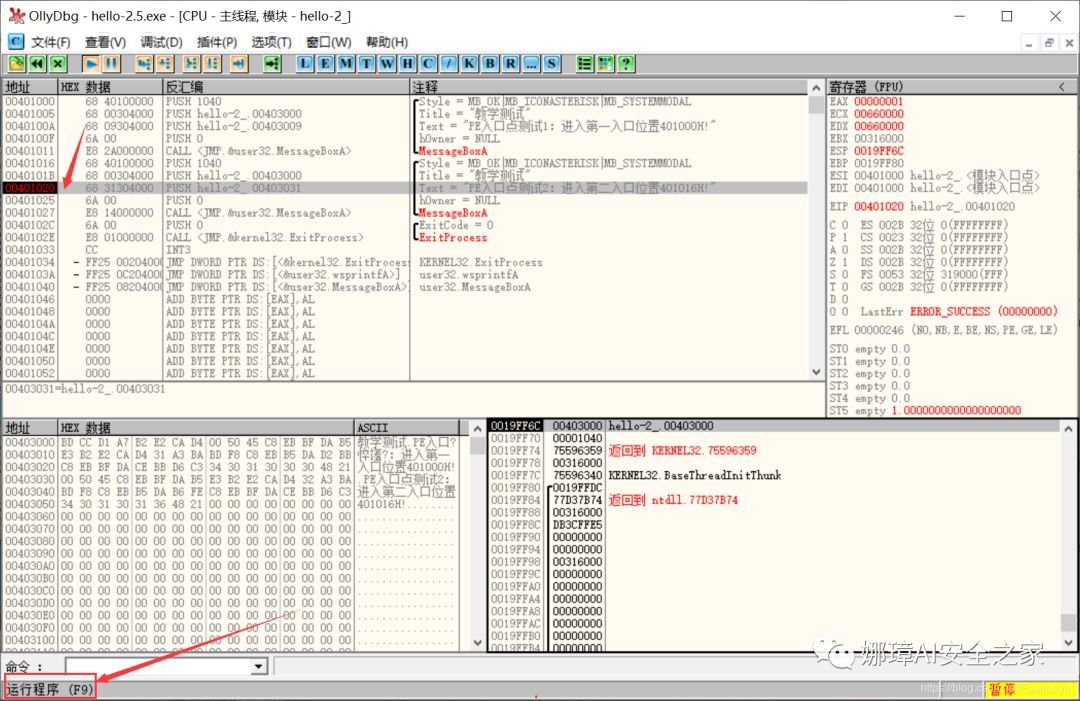 OllyDbg - hello-2.5.exe - [CPU - 主线程, 模块 - hello-2_]
文件(F) 查看(V) 调试(D) 插件(P) 选项(T) 窗口(W) 帮助(H)
L E M T W H C / K B R ... S ?
地址 HEX 数据 反汇编 注释
00401000 68 40100000 PUSH 1040 Style = MB_OK|MB_ICONASTERISK|MB_SYSTEMMODAL
00401005 68 00304000 PUSH hello-2_.00403000 Title = "教学测试"
0040100A 68 09304000 PUSH hello-2_.00403009 Text = "PE入口点测试1: 进入第一入口位置401000H!"
0040100F 6A 00 PUSH 0 hOwner = NULL
00401011 E8 2A000000 CALL <JMP.&user32.MessageBoxA> MessageBoxA
00401016 68 40100000 PUSH 1040 Style = MB_OK|MB_ICONASTERISK|MB_SYSTEMMODAL
0040101B 68 00304000 PUSH hello-2_.00403000 Title = "教学测试"
00401020 68 31304000 PUSH hello-2_.00403031 Text = "PE入口点测试2: 进入第二入口位置401016H!"
00401025 6A 00 PUSH 0 hOwner = NULL
00401027 E8 14000000 CALL <JMP.&user32.MessageBoxA> MessageBoxA
0040102C 6A 00 PUSH 0 ExitCode = 0
0040102E E8 01000000 CALL <JMP.&kernel32.ExitProcess> ExitProcess
00401033 CC INT3
00401034 - FF25 00204000 JMP DWORD PTR DS:[<&kernel32.ExitProcess KERNEL32.ExitProcess
0040103A - FF25 0C204000 JMP DWORD PTR DS:[<&user32.wsprintfA>] user32.wsprintfA
00401040 - FF25 08204000 JMP DWORD PTR DS:[<&user32.MessageBoxA>] user32.MessageBoxA
00401046 0000 ADD BYTE PTR DS:[EAX],AL
00401048 0000 ADD BYTE PTR DS:[EAX],AL
0040104A 0000 ADD BYTE PTR DS:[EAX],AL
0040104C 0000 ADD BYTE PTR DS:[EAX],AL
0040104E 0000 ADD BYTE PTR DS:[EAX],AL
00401050 0000 ADD BYTE PTR DS:[EAX],AL
00401052 0000 ADD BYTE PTR DS:[EAX],AL
00403031=hello-2_.00403031
寄存器 (FPU) <
EAX 00000001
ECX 00660000
EDX 00660000
EBX 00316000
ESP 0019FF6C
EBP 0019FF80
ESI 00401000 hello-2_.<模块入口点>
EDI 00401000 hello-2_.<模块入口点>
EIP 00401020 hello-2_.00401020
C 0 ES 002B 32位 0(FFFFFFFF)
P 1 CS 0023 32位 0(FFFFFFFF)
A 0 SS 002B 32位 0(FFFFFFFF)
Z 1 DS 002B 32位 0(FFFFFFFF)
S 0 FS 0053 32位 319000(FFF)
T 0 GS 002B 32位 0(FFFFFFFF)
D 0
O 0 LastErr ERROR_SUCCESS (00000000)
EFL 00000246 (NO,NB,E,BE,NS,PE,GE,LE)
ST0 empty 0.0
ST1 empty 0.0
ST2 empty 0.0
ST3 empty 0.0
ST4 empty 0.0
ST5 empty 1.0000000000000000000
地址 HEX 数据 ASCII
00403000 BD CC D1 A7 B2 E2 CA D4 00 50 45 C8 EB BF DA B5 教学测试.PE入口?
00403010 E3 B2 E2 CA D4 31 A3 BA BD F8 C8 EB B5 DA D2 BB 进入第一
00403020 C8 EB BF DA CE BB D6 C3 34 30 31 30 30 30 48 21 入口位置401000H!
00403030 00 50 45 C8 EB BF DA B5 E3 B2 E2 CA D4 32 A3 BA .PE入口点测试2:
00403040 BD F8 C8 EB B5 DA B6 FE C8 EB BF DA CE BB D6 C3 进入第二入口位置
00403050 34 30 31 30 31 36 48 21 00 00 00 00 00 00 00 00 401016H!........
00403060 00 00 00 00 00 00 00 00 00 00 00 00 00 00 00 00 ................
00403070 00 00 00 00 00 00 00 00 00 00 00 00 00 00 00 00 ................
00403080 00 00 00 00 00 00 00 00 00 00 00 00 00 00 00 00 ................
00403090 00 00 00 00 00 00 00 00 00 00 00 00 00 00 00 00 ................
004030A0 00 00 00 00 00 00 00 00 00 00 00 00 00 00 00 00 ................
004030B0 00 00 00 00 00 00 00 00 00 00 00 00 00 00 00 00 ................
004030C0 00 00 00 00 00 00 00 00 00 00 00 00 00 00 00 00 ................
004030D0 00 00 00 00 00 00 00 00 00 00 00 00 00 00 00 00 ................
004030E0 00 00 00 00 00 00 00 00 00 00 00 00 00 00 00 00 ................
004030F0 00 00 00 00 00 00 00 00 00 00 00 00 00 00 00 00 ................
00403100 00 00 00 00 00 00 00 00 00 00 00 00 00 00 00 00 ................
0019FF6C 00403000 hello-2_.00403000
0019FF70 00001040
0019FF74 75596359 返回到 KERNEL32.75596359
0019FF78 00316000
0019FF7C 75596340 KERNEL32.BaseThreadInitThunk
0019FF80 0019FFDC
0019FF84 77D37B74 返回到 ntdll.77D37B74
0019FF88 00316000
0019FF8C DB3CFFE5
0019FF90 00000000
0019FF94 00000000
0019FF98 00316000
0019FF9C 00000000
0019FFA0 00000000
0019FFA4 00000000
0019FFA8 00000000
0019FFAC 00000000
0019FFB0 00000000
0019FFB4 00000000
命令 :
运行程序 (F9)
娜璋AI安全之家
暂停